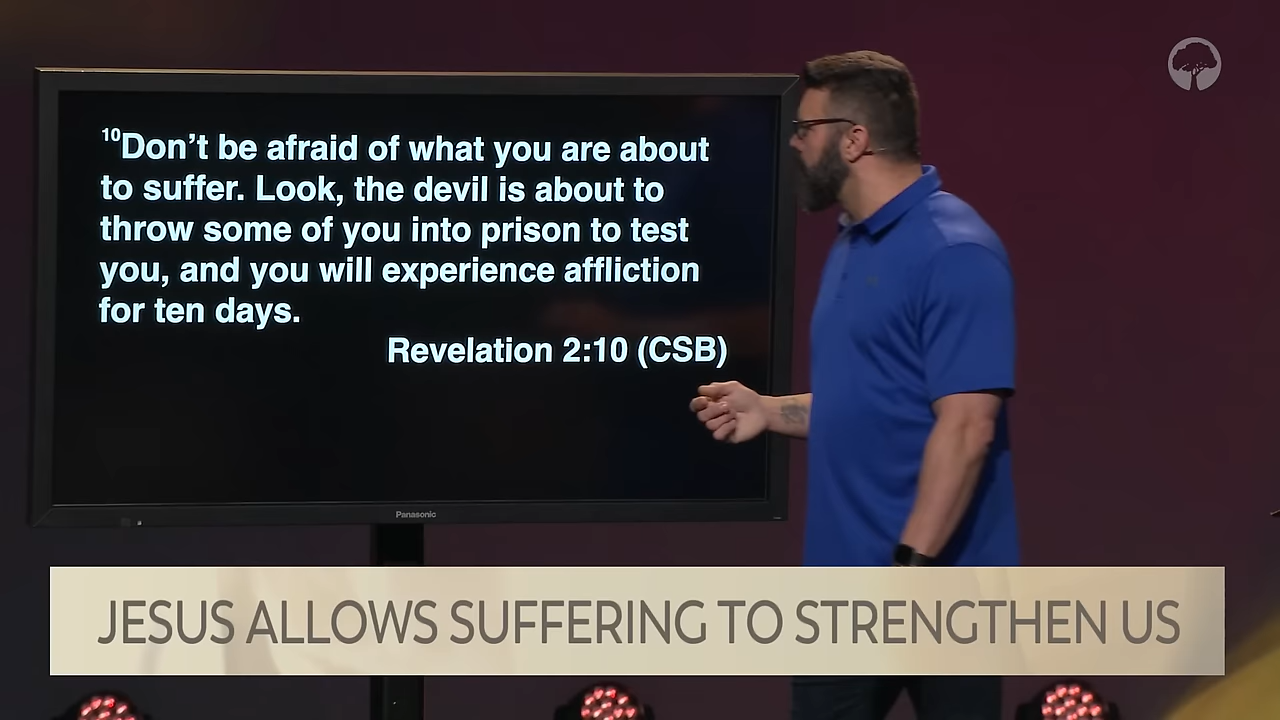 ¹⁰Don’t be afraid of what you are about
to suffer. Look, the devil is about to
throw some of you into prison to test
you, and you will experience affliction
for ten days.
Revelation 2:10 (CSB)
Panasonic
JESUS ALLOWS SUFFERING TO STRENGTHEN US